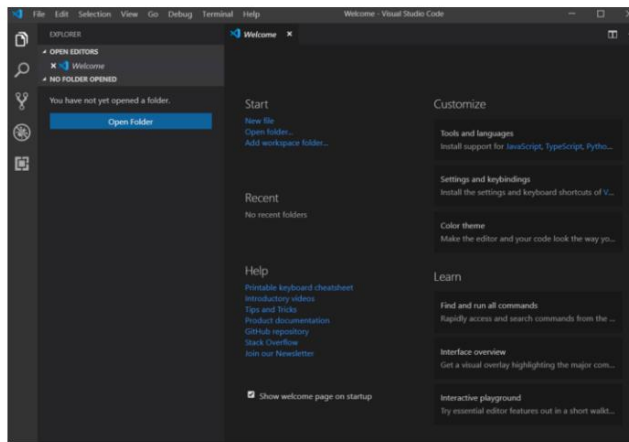 File Edit Selection View Go Debug Terminal Help
Welcome - Visual Studio Code
EXPLORER
OPEN EDITORS
Welcome
NO FOLDER OPENED
You have not yet opened a folder.
Open Folder
Welcome
Start
New file
Open folder...
Add workspace folder...
Recent
No recent folders
Help
Printable keyboard cheatsheet
Introductory videos
Tips and Tricks
Product documentation
GitHub repository
Stack Overflow
Join our Newsletter
Show welcome page on startup
Customize
Tools and languages
Install support for JavaScript, TypeScript, Pytho...
Settings and keybindings
Install the settings and keyboard shortcuts of V...
Color theme
Make the editor and your code look the way yo...
Learn
Find and run all commands
Rapidly access and search commands from the ...
Interface overview
Get a visual overlay highlighting the major com...
Interactive playground
Try essential editor features out in a short walkt...